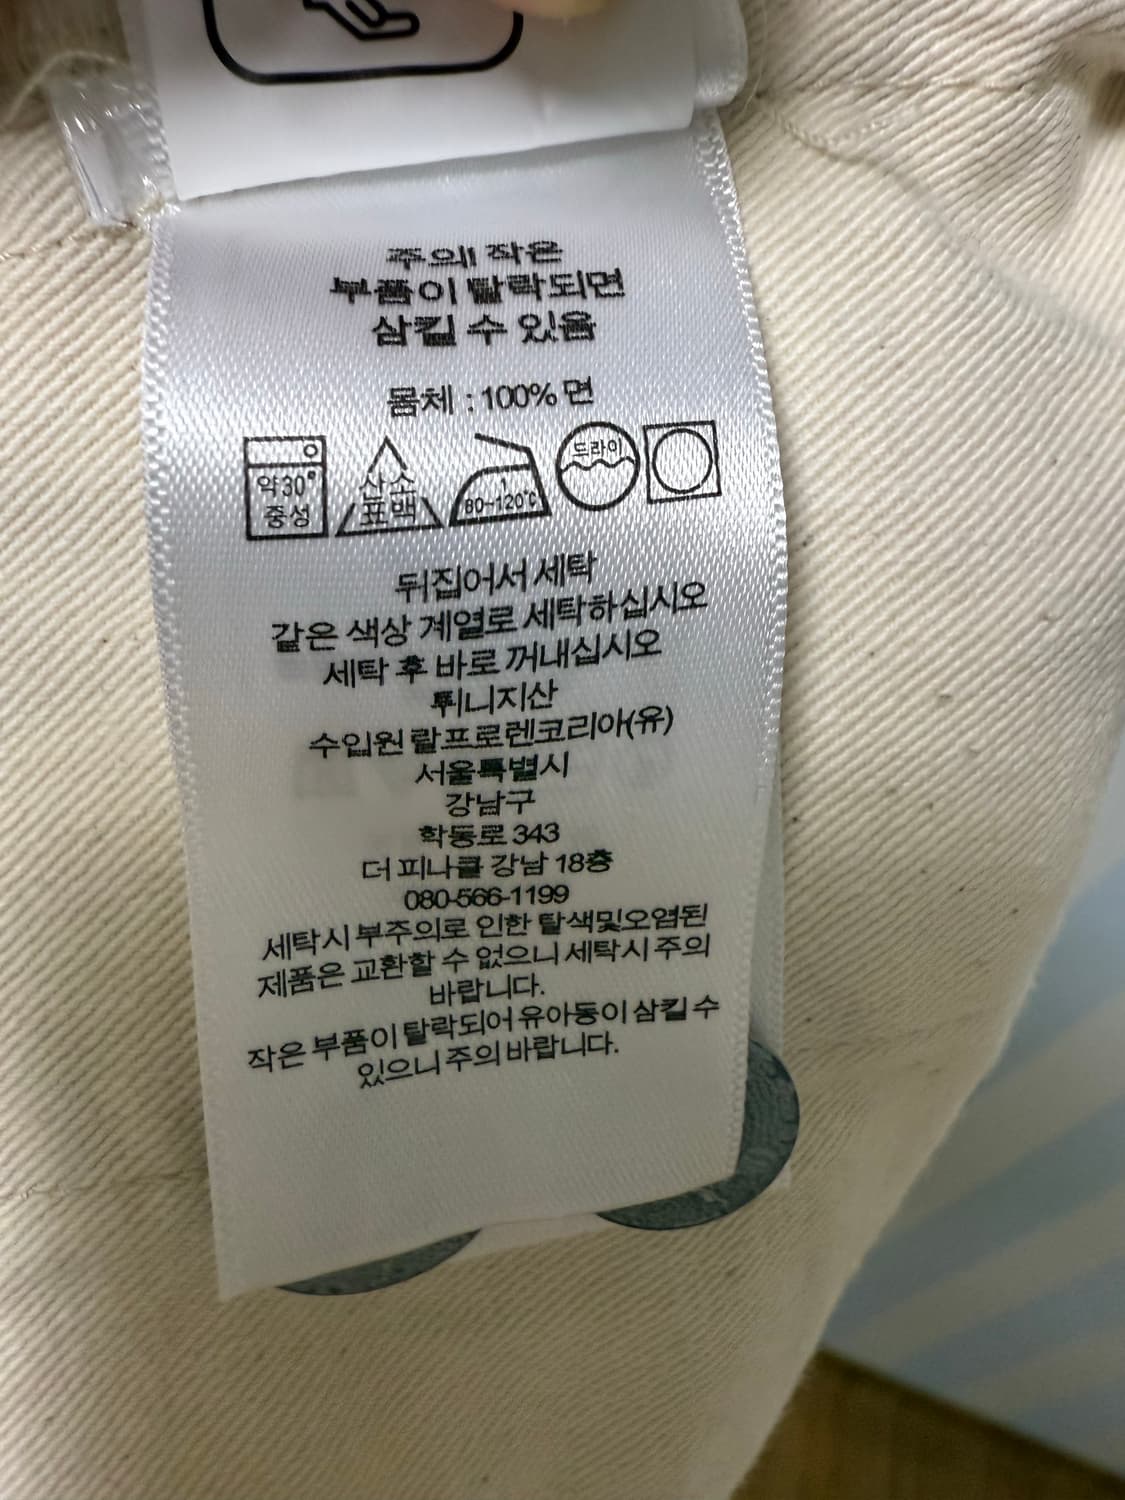 주의! 작은
부품이 탈락되면
삼킬 수 있음
몸체 : 100% 면
약30° 산소 1 드라이
중성 표백 80~120℃
뒤집어서 세탁
같은 색상 계열로 세탁하십시오
세탁 후 바로 꺼내십시오
튀니지산
수입원 랄프로렌코리아(유)
서울특별시
강남구
학동로 343
더 피나클 강남 18층
080-566-1199
세탁시 부주의로 인한 탈색및오염된
제품은 교환할 수 없으니 세탁시 주의
바랍니다.
작은 부품이 탈락되어 유아동이 삼킬 수
있으니 주의 바랍니다.